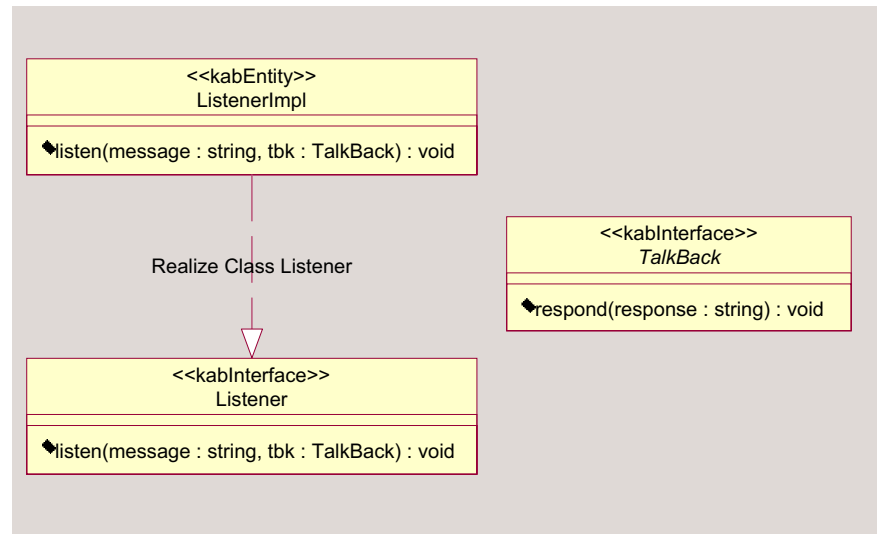 <<kabEntity>>
ListenerImpl
listen(message : string, tbk : TalkBack) : void
Realize Class Listener
<<kabInterface>>
Listener
listen(message : string, tbk : TalkBack) : void
<<kabInterface>>
TalkBack
respond(response : string) : void